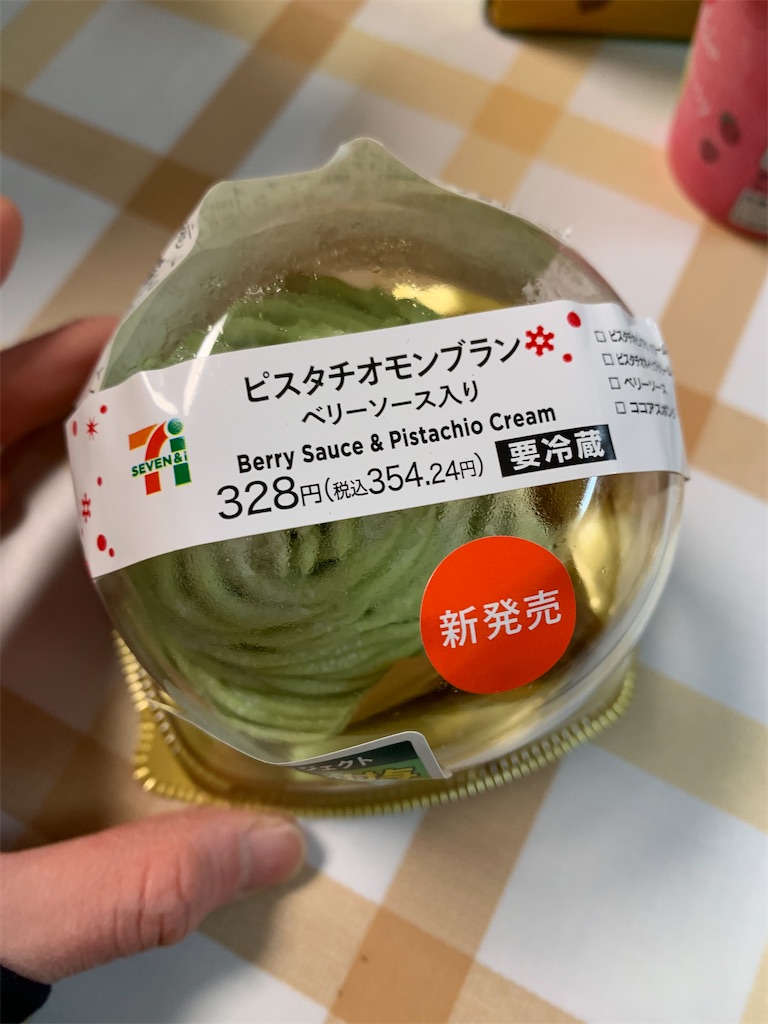 ピスタチオモンブラン
ベリーソース入り
Berry Sauce & Pistachio Cream
328円(税込354.24円)
要冷蔵
SEVEN&i
□ ベリーソース
□ ココアスポンジ
新発売